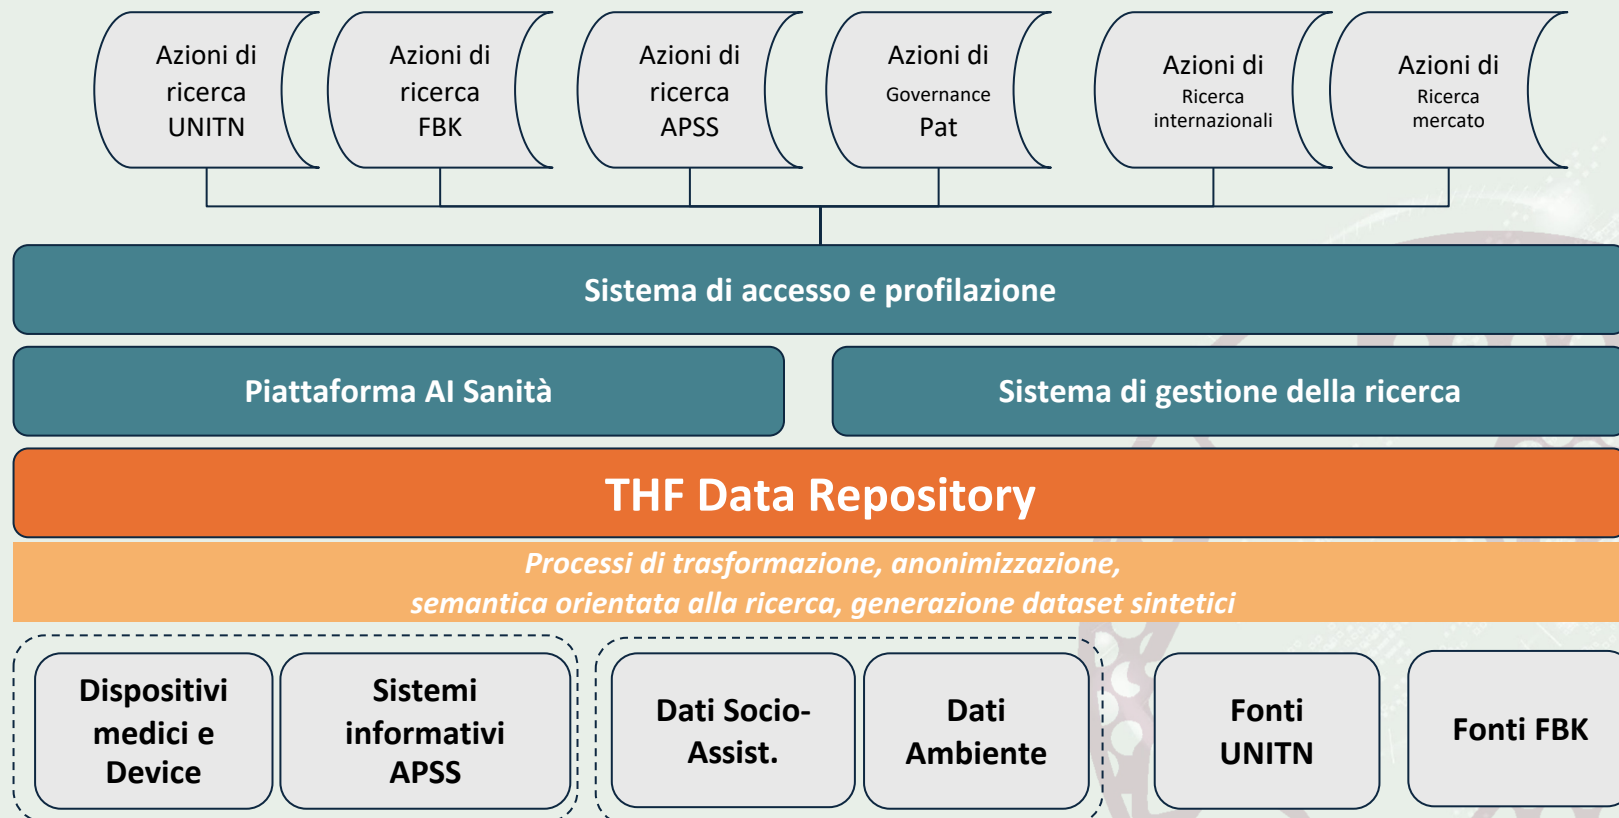 Azioni di
ricerca
UNITN
Azioni di
ricerca
FBK
Azioni di
ricerca
APSS
Azioni di
Governance
Pat
Azioni di
Ricerca
internazionali
Azioni di
Ricerca
mercato
Sistema di accesso e profilazione
Piattaforma AI Sanità
Sistema di gestione della ricerca
THF Data Repository
Processi di trasformazione, anonimizzazione,
semantica orientata alla ricerca, generazione dataset sintetici
Dispositivi
medici e
Device
Sistemi
informativi
APSS
Dati Socio-
Assist.
Dati
Ambiente
Fonti
UNITN
Fonti FBK